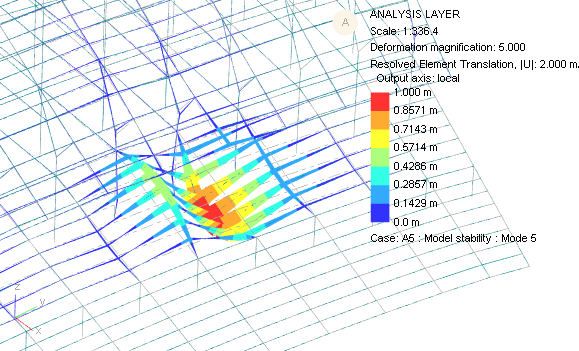 A
ANALYSIS LAYER
Scale: 1:336.4
Deformation magnification: 5.000
Resolved Element Translation, |U|: 2.000 m.
Output axis: local
1.000 m
0.8571 m
0.7143 m
0.5714 m
0.4286 m
0.2857 m
0.1429 m
0.0 m
Case: A5 : Model stability : Mode 5
z
y
x